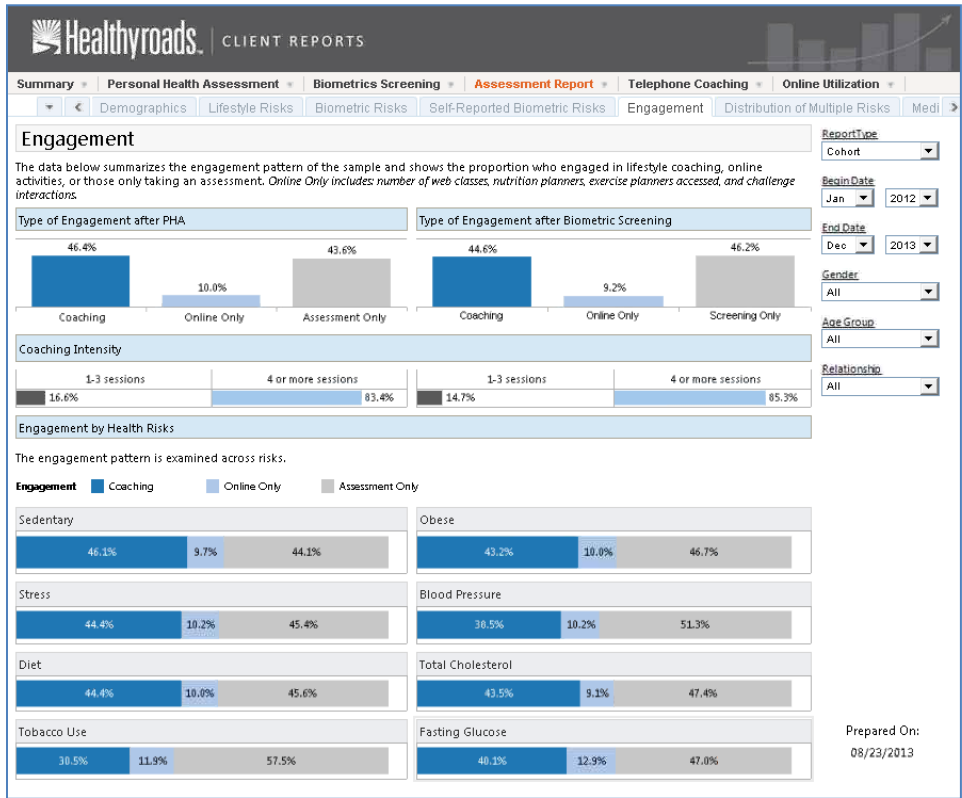 Healthyroads. | CLIENT REPORTS
Summary Personal Health Assessment Biometrics Screening Assessment Report Telephone Coaching Online Utilization
Demographics Lifestyle Risks Biometric Risks Self-Reported Biometric Risks Engagement Distribution of Multiple Risks Medi
Engagement
The data below summarizes the engagement pattern of the sample and shows the proportion who engaged in lifestyle coaching, online
activities, or those only taking an assessment. Online Only includes: number of web classes, nutrition planners, exercise planners accessed, and challenge
interactions.
ReportType
Cohort
Begin Date
Jan 2012
End Date
Dec 2013
Gender
All
Age Group
All
Relationship
All
Type of Engagement after PHA
46.4%
10.0%
43.6%
Coaching Online Only Assessment Only
Type of Engagement after Biometric Screening
44.6%
9.2%
46.2%
Coaching Online Only Screening Only
Coaching Intensity
1-3 sessions 4 or more sessions 1-3 sessions 4 or more sessions
16.6% 83.4% 14.7% 85.3%
Engagement by Health Risks
The engagement pattern is examined across risks.
Engagement Coaching Online Only Assessment Only
Sedentary
46.1% 9.7% 44.1%
Obese
43.2% 10.0% 46.7%
Stress
44.4% 10.2% 45.4%
Blood Pressure
38.5% 10.2% 51.3%
Diet
44.4% 10.0% 45.6%
Total Cholesterol
43.5% 9.1% 47.4%
Tobacco Use
30.5% 11.9% 57.5%
Fasting Glucose
40.1% 12.9% 47.0%
Prepared On:
08/23/2013